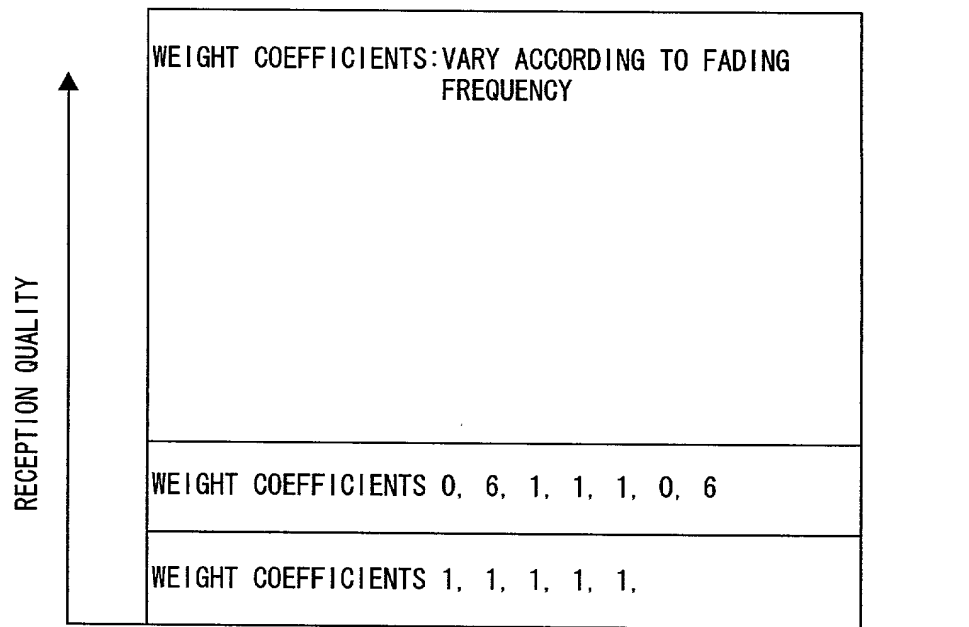 WEIGHT COEFFICIENTS:VARY ACCORDING TO FADING
FREQUENCY
RECEPTION QUALITY
WEIGHT COEFFICIENTS 0, 6, 1, 1, 1, 0, 6
WEIGHT COEFFICIENTS 1, 1, 1, 1, 1,